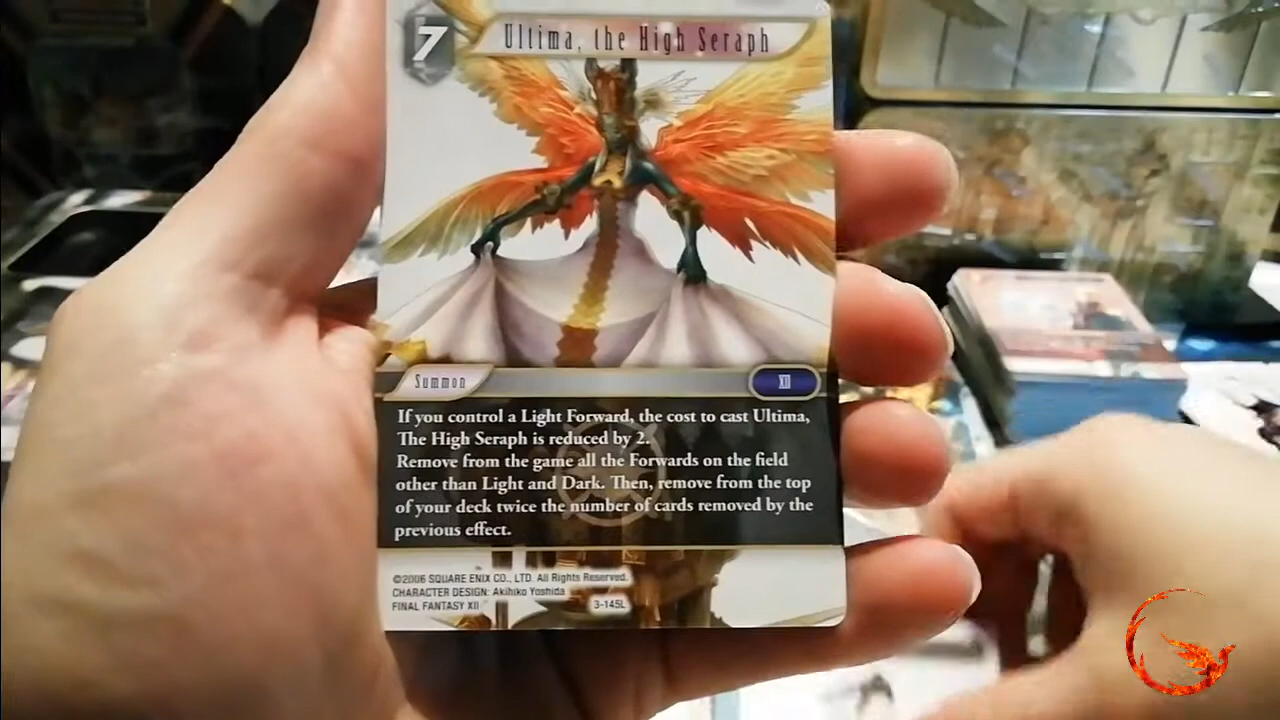 7
Ultima, the High Seraph
Summon
XII
If you control a Light Forward, the cost to cast Ultima,
The High Seraph is reduced by 2.
Remove from the game all the Forwards on the field
other than Light and Dark. Then, remove from the top
of your deck twice the number of cards removed by the
previous effect.
©2006 SQUARE ENIX CO., LTD. All Rights Reserved.
CHARACTER DESIGN: Akihiko Yoshida
FINAL FANTASY XII
3-145L